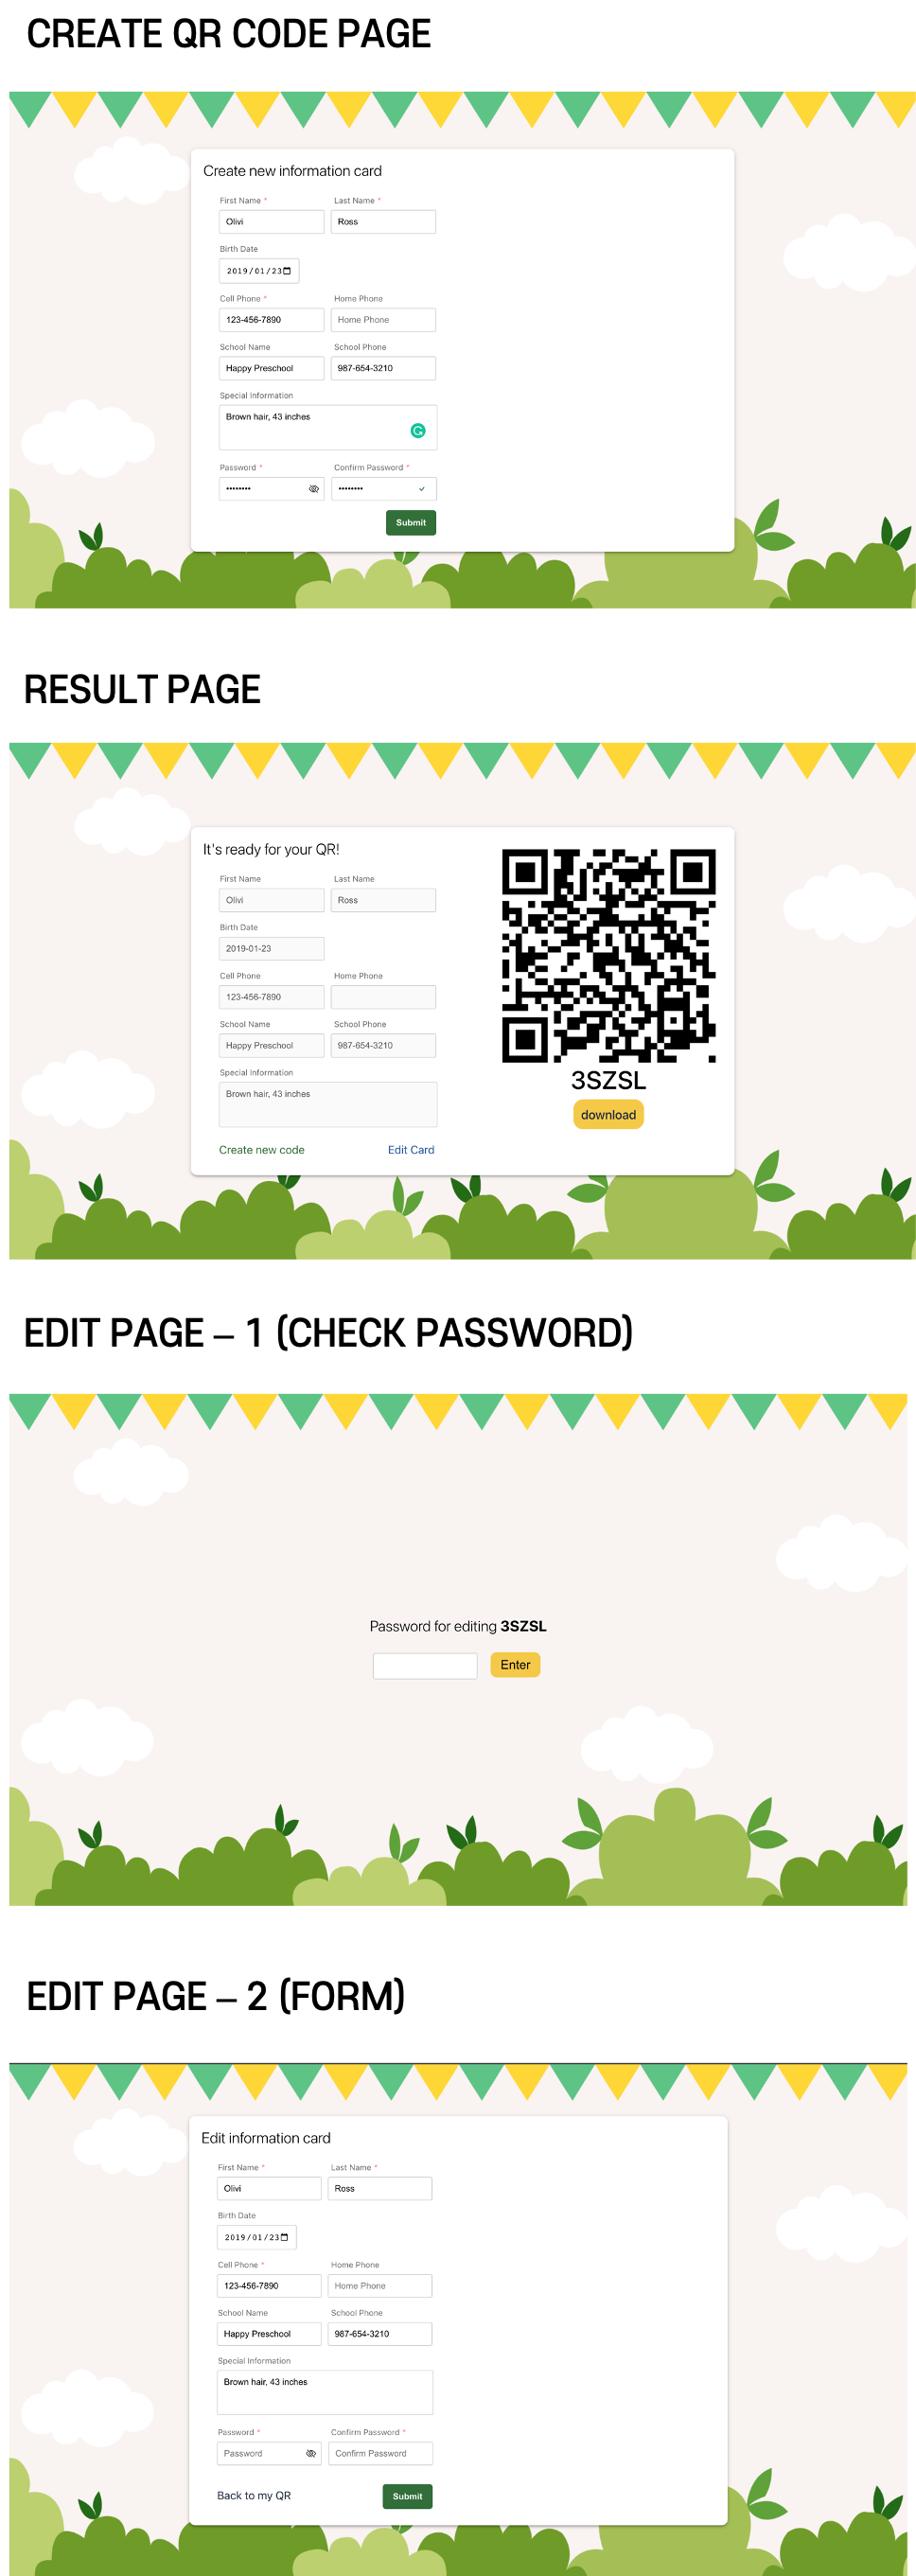 CREATE QR CODE PAGE
Create new information card
First Name * Last Name *
Olivi Ross
Birth Date
2019/01/23
Cell Phone * Home Phone
123-456-7890 Home Phone
School Name School Phone
Happy Preschool 987-654-3210
Special Information
Brown hair, 43 inches
Password * Confirm Password *
•••••••• ••••••••
Submit
RESULT PAGE
It's ready for your QR!
First Name Last Name
Olivi Ross
Birth Date
2019-01-23
Cell Phone Home Phone
123-456-7890
School Name School Phone
Happy Preschool 987-654-3210
Special Information
Brown hair, 43 inches
Create new code Edit Card
3SZSL
download
EDIT PAGE – 1 (CHECK PASSWORD)
Password for editing 3SZSL
Enter
EDIT PAGE – 2 (FORM)
Edit information card
First Name * Last Name *
Olivi Ross
Birth Date
2019/01/23
Cell Phone * Home Phone
123-456-7890 Home Phone
School Name School Phone
Happy Preschool 987-654-3210
Special Information
Brown hair, 43 inches
Password * Confirm Password *
Password Confirm Password
Back to my QR Submit